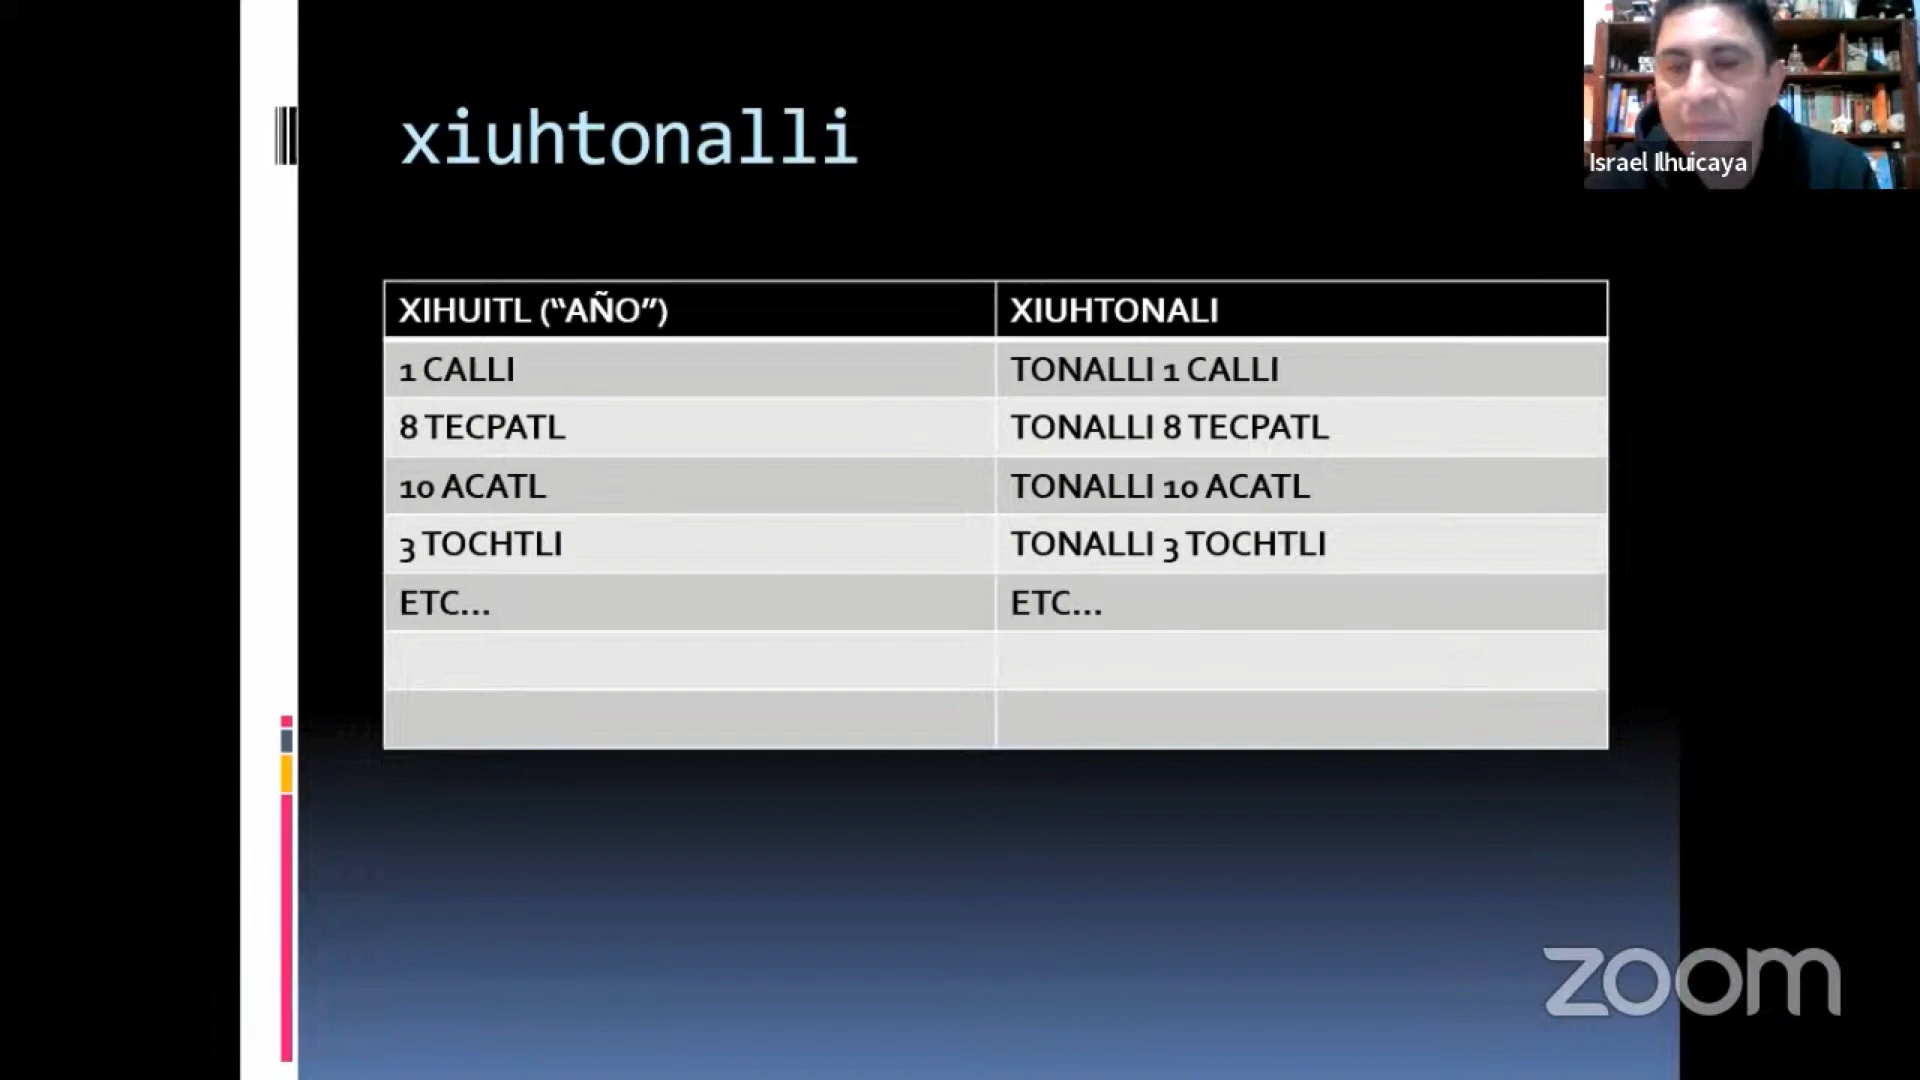 xiuhtonalli
Israel Ilhuicaya
XIHUITL (“AÑO”) XIUHTONALI
1 CALLI TONALLI 1 CALLI
8 TECPATL TONALLI 8 TECPATL
10 ACATL TONALLI 10 ACATL
3 TOCHTLI TONALLI 3 TOCHTLI
ETC... ETC...
zoom